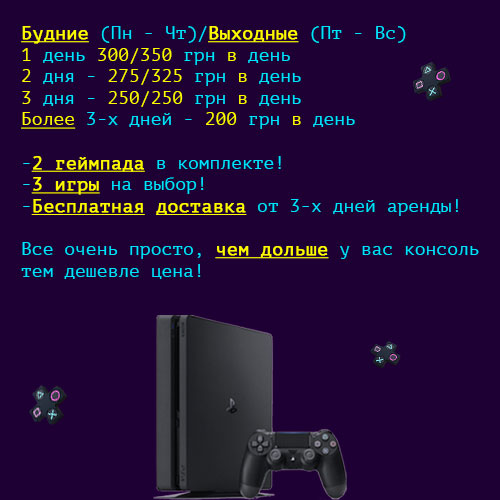 Будние (Пн - Чт)/Выходные (Пт - Вс)
1 день 300/350 грн в день
2 дня - 275/325 грн в день
3 дня - 250/250 грн в день
Более 3-х дней - 200 грн в день
-2 геймпада в комплекте!
-3 игры на выбор!
-Бесплатная доставка от 3-х дней аренды!
Все очень просто, чем дольше у вас консоль
тем дешевле цена!